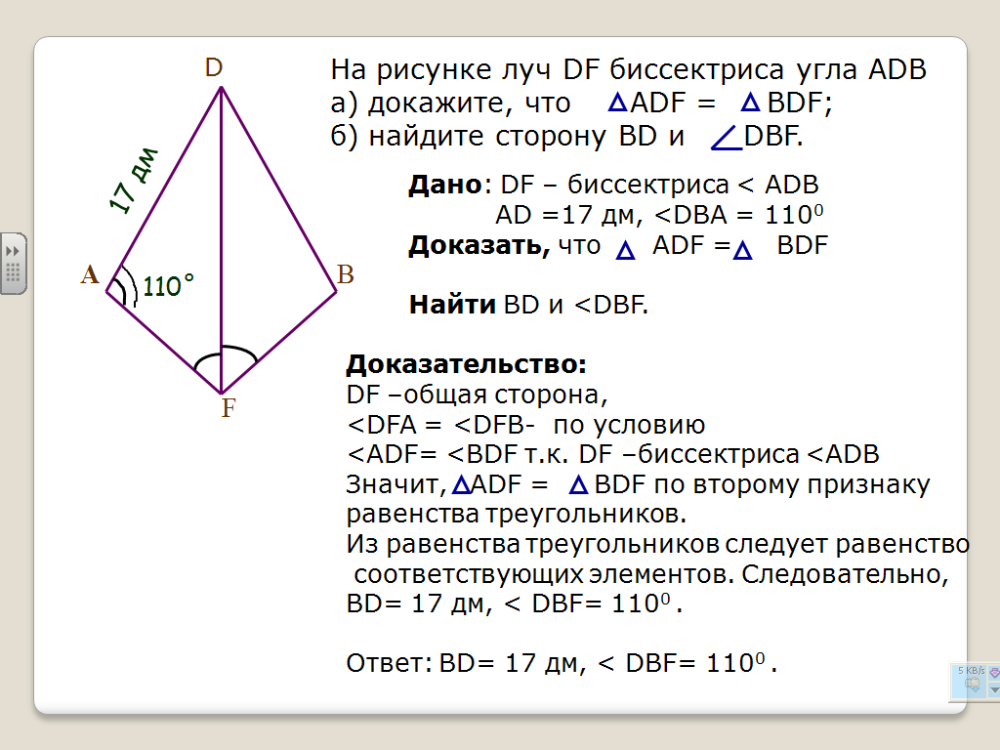 D
На рисунке луч DF биссектриса угла ADB
а) докажите, что ΔADF = ΔBDF;
б) найдите сторону BD и ∠DBF.
17 дм
Дано: DF – биссектриса < ADB
AD =17 дм, <DBA = 110⁰
Доказать, что Δ ADF = Δ BDF
A
110°
B
Найти BD и <DBF.
F
Доказательство:
DF –общая сторона,
<DFA = <DFB- по условию
<ADF= <BDF т.к. DF –биссектриса <ADB
Значит, ΔADF = Δ BDF по второму признаку
равенства треугольников.
Из равенства треугольников следует равенство
соответствующих элементов. Следовательно,
BD= 17 дм, < DBF= 110⁰ .
Ответ: BD= 17 дм, < DBF= 110⁰ .
5 KB/s